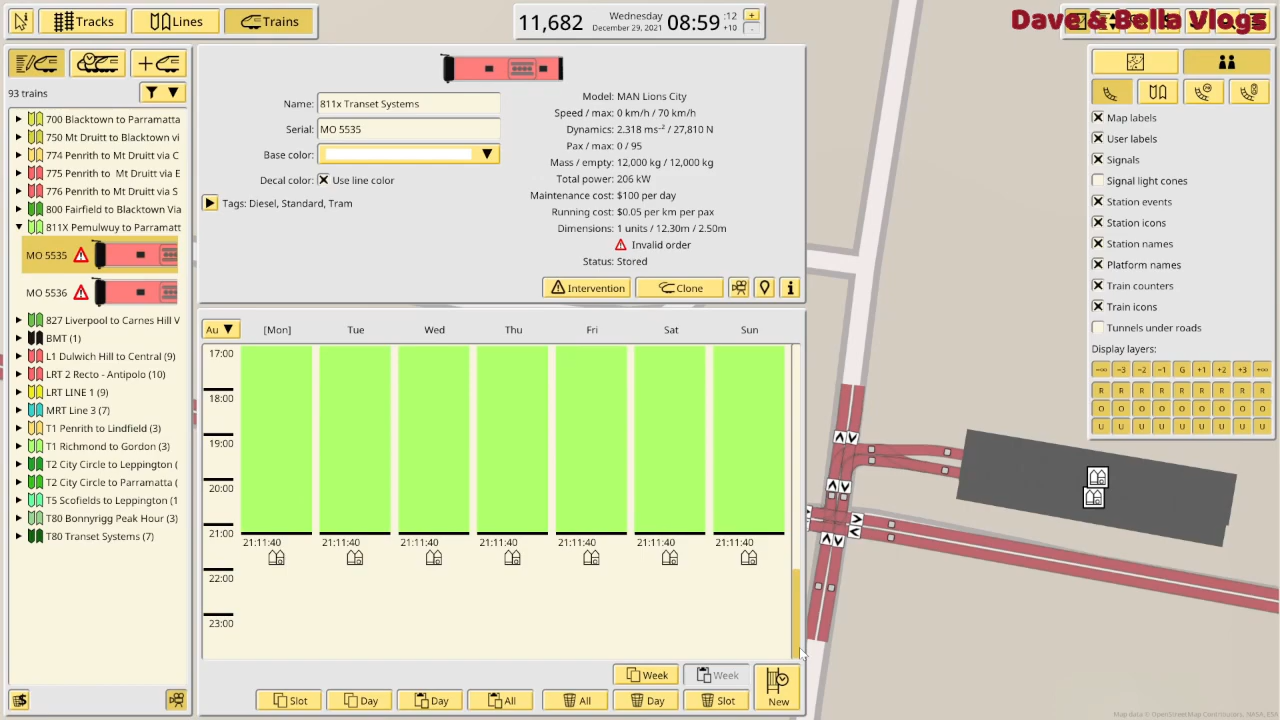 Tracks
Lines
Trains
11,682
Wednesday
December 29, 2021
08:59
:12
+10
+
-
Dave & Bella Vlogs
93 trains
700 Blacktown to Parramatta
750 Mt Druitt to Blacktown vi
774 Penrith to Mt Druitt via C
775 Penrith to Mt Druitt via E
776 Penrith to Mt Druitt via S
800 Fairfield to Blacktown Via
811X Pemulwuy to Parramatt
MO 5535
MO 5536
827 Liverpool to Carnes Hill V
BMT (1)
L1 Dulwich Hill to Central (9)
LRT 2 Recto - Antipolo (10)
LRT LINE 1 (9)
MRT Line 3 (7)
T1 Penrith to Lindfield (3)
T1 Richmond to Gordon (3)
T2 City Circle to Leppington (
T2 City Circle to Parramatta (
T5 Scofields to Leppington (1
T80 Bonnyrigg Peak Hour (3)
T80 Transet Systems (7)
Name: 811x Transet Systems
Serial: MO 5535
Base color:
Decal color: Use line color
Tags: Diesel, Standard, Tram
Model: MAN Lions City
Speed / max: 0 km/h / 70 km/h
Dynamics: 2.318 ms⁻² / 27,810 N
Pax / max: 0 / 95
Mass / empty: 12,000 kg / 12,000 kg
Total power: 206 kW
Maintenance cost: $100 per day
Running cost: $0.05 per km per pax
Dimensions: 1 units / 12.30m / 2.50m
Invalid order
Status: Stored
Intervention
Clone
Au [Mon] Tue Wed Thu Fri Sat Sun
17:00
18:00
19:00
20:00
21:00
21:11:40 21:11:40 21:11:40 21:11:40 21:11:40 21:11:40 21:11:40
22:00
23:00
Week Week
Slot Day Day All All Day Slot New
Map labels
User labels
Signals
Signal light cones
Station events
Station icons
Station names
Platform names
Train counters
Train icons
Tunnels under roads
Display layers:
-∞ −3 −2 −1 G +1 +2 +3 +∞
R R R R R R R R R
O O O O O O O O O
U U U U U U U U U
Map data © OpenStreetMap Contributors, NASA, ESA